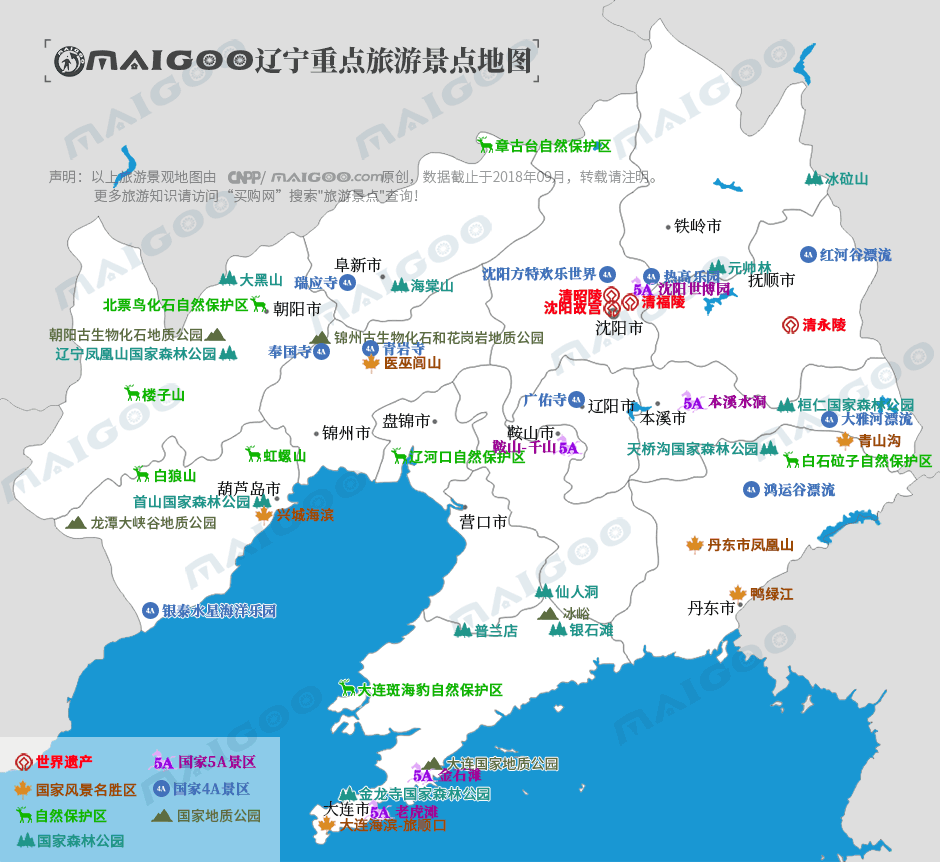 MAIGOO辽宁重点旅游景点地图
章古台自然保护区
声明：以上旅游景观地图由 CNPP/ MAIGOO.com原创，数据截止于2018年09月，转载请注明。
更多旅游知识请访问“买购网”搜索"旅游景点"查询！
冰砬山
铁岭市
4A 红河谷漂流
阜新市
沈阳方特欢乐世界 4A
4A 热高乐园
元帅林
抚顺市
大黑山
瑞应寺 4A
海棠山
5A 沈阳世博园
清昭陵
清福陵
沈阳故宫
沈阳市
清永陵
北票鸟化石自然保护区
朝阳市
朝阳古生物化石地质公园
锦州古生物化石和花岗岩地质公园
辽宁凤凰山国家森林公园
奉国寺 4A
4A 青岩寺
医巫闾山
楼子山
广佑寺 4A
辽阳市
本溪市
5A 本溪水洞
桓仁国家森林公园
4A 大雅河漂流
锦州市
盘锦市
鞍山市
鞍山-千山 5A
青山沟
天桥沟国家森林公园
虹螺山
辽河口自然保护区
白石砬子自然保护区
白狼山
葫芦岛市
4A 鸿运谷漂流
首山国家森林公园
兴城海滨
龙潭大峡谷地质公园
营口市
丹东市凤凰山
仙人洞
鸭绿江
丹东市
4A 银泰水星海洋乐园
冰峪
普兰店
银石滩
大连斑海豹自然保护区
大连国家地质公园
5A 金石滩
金龙寺国家森林公园
大连市
5A 老虎滩
大连海滨-旅顺口
世界遗产
5A 国家5A景区
国家风景名胜区
4A 国家4A景区
自然保护区
国家地质公园
国家森林公园